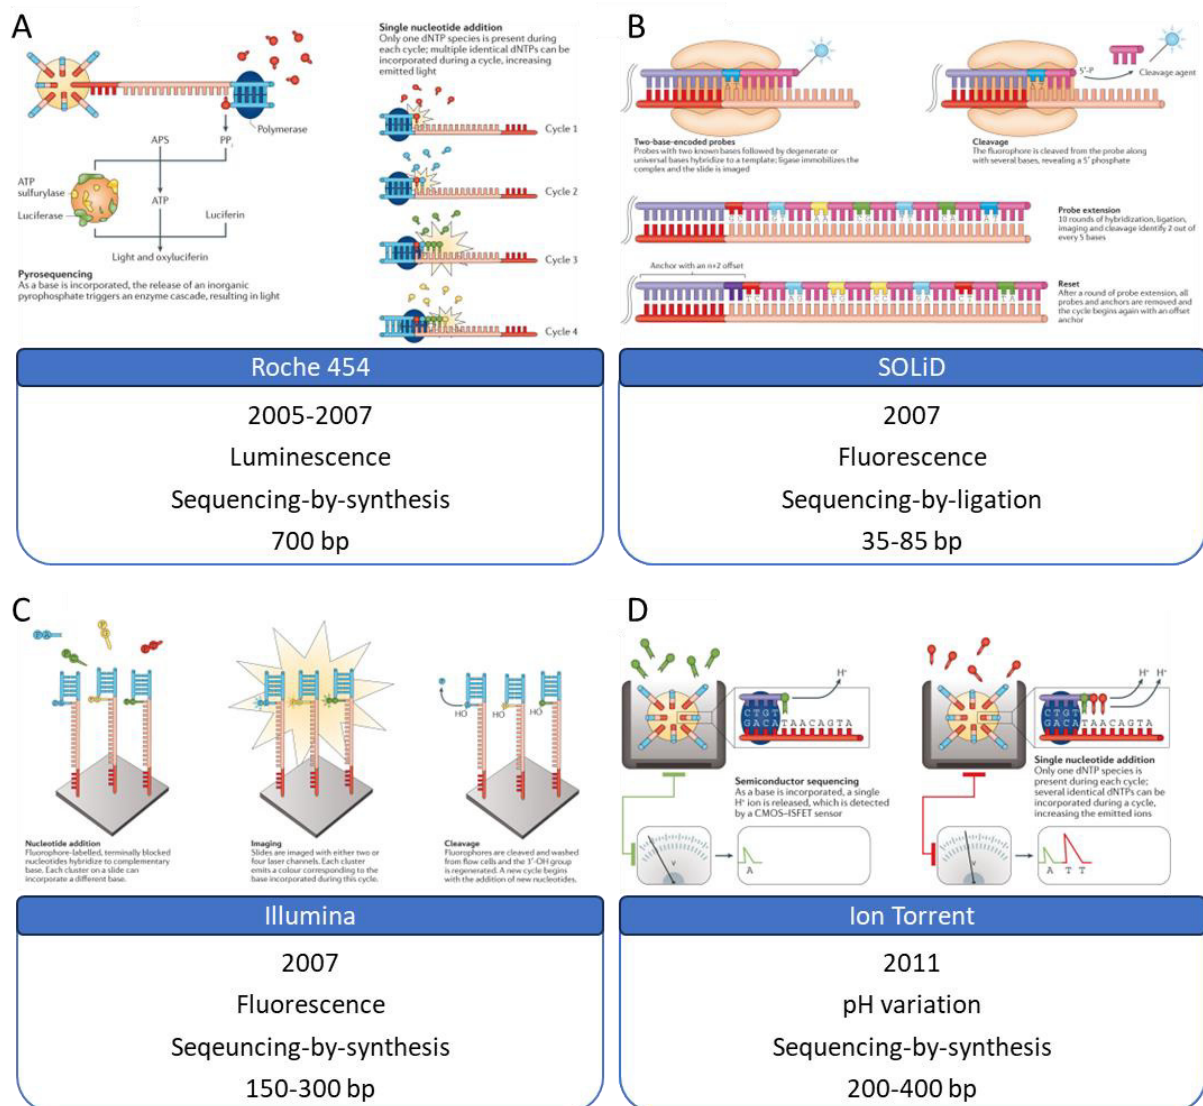 A
Single nucleotide addition
Only one dNTP species is present during
each cycle; multiple identical dNTPs can be
incorporated during a cycle, increasing
emitted light
Polymerase
Cycle 1
APS
PPi
ATP
sulfurylase
Luciferase
ATP
Luciferin
Cycle 2
Light and oxyluciferin
Cycle 3
Pyrosequencing
As a base is incorporated, the release of an inorganic
pyrophosphate triggers an enzyme cascade, resulting in light
Cycle 4
Roche 454
2005-2007
Luminescence
Sequencing-by-synthesis
700 bp
B
5'-P
Cleavage agent
Two-base-encoded probes
Probes with two known bases followed by degenerate or
universal bases hybridize to a template; ligase immobilizes
the complex and the slide is imaged
Cleavage
The fluorophore is cleaved from the probe along
with several bases, revealing a 5' phosphate
Probe extension
10 rounds of hybridization, ligation,
imaging and cleavage identify 2 out of
every 5 bases
Anchor with an n+2 offset
Reset
After a round of probe extension, all
probes and anchors are removed and
the cycle begins again with an offset
anchor
SOLiD
2007
Fluorescence
Sequencing-by-ligation
35-85 bp
C
HO
HO
HO
Nucleotide addition
Fluorophore-labelled, terminally blocked
nucleotides hybridize to complementary
base. Each cluster on a slide can
incorporate a different base.
Imaging
Slides are imaged with either two or
four laser channels. Each cluster
emits a colour corresponding to the
base incorporated during this cycle.
Cleavage
Fluorophores are cleaved and washed
from flow cells and the 3'-OH group
is regenerated. A new cycle begins
with the addition of new nucleotides.
Illumina
2007
Fluorescence
Seqeuncing-by-synthesis
150-300 bp
D
H+
CTGT
GACATAACAGTA
Semiconductor sequencing
As a base is incorporated, a single
H+ ion is released, which is detected
by a CMOS–ISFET sensor
V
A
H+ H+
CTGT
GACATAACAGTA
Single nucleotide addition
Only one dNTP species is
present during each cycle;
several identical dNTPs can be
incorporated during a cycle,
increasing the emitted ions
V
A T T
Ion Torrent
2011
pH variation
Sequencing-by-synthesis
200-400 bp